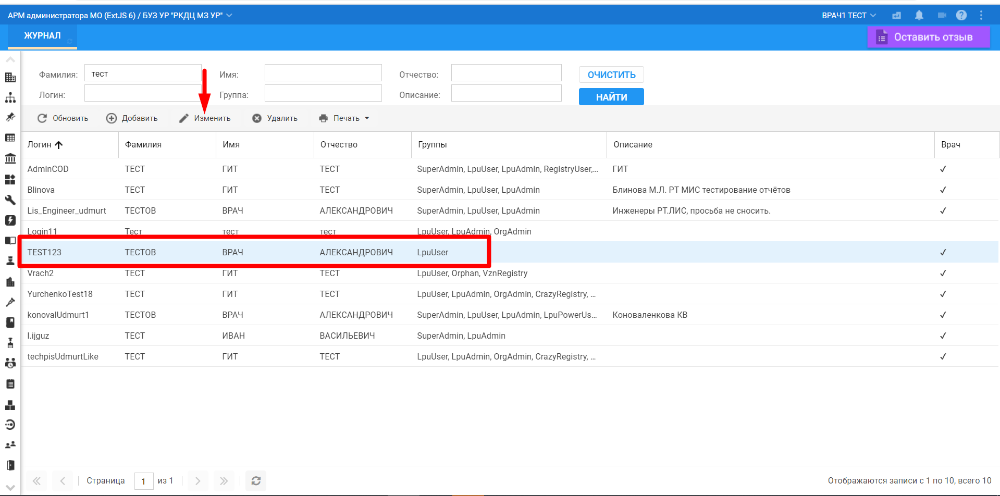 АРМ администратора МО (ExtJS 6) / БУЗ УР "РКДЦ МЗ УР"
ВРАЧ1 ТЕСТ
ЖУРНАЛ
Оставить отзыв
Фамилия: тест Имя: Отчество: ОЧИСТИТЬ
Логин: Группа: Описание: НАЙТИ
Обновить Добавить Изменить Удалить Печать
Логин Фамилия Имя Отчество Группы Описание Врач
AdminCOD ТЕСТ ГИТ ТЕСТ SuperAdmin, LpuUser, LpuAdmin, RegistryUser,... ГИТ ✓
Blinova ТЕСТ ГИТ ТЕСТ SuperAdmin, LpuUser, LpuAdmin Блинова М.Л. РТ МИС тестирование отчётов ✓
Lis_Engineer_udmurt ТЕСТОВ ВРАЧ АЛЕКСАНДРОВИЧ SuperAdmin, LpuUser, LpuAdmin Инженеры РТ.ЛИС, просьба не сносить. ✓
Login11 Тест тест тест LpuUser, LpuAdmin, OrgAdmin
TEST123 ТЕСТОВ ВРАЧ АЛЕКСАНДРОВИЧ LpuUser ✓
Vrach2 ТЕСТ ГИТ ТЕСТ LpuUser, Orphan, VznRegistry ✓
YurchenkoTest18 ТЕСТ ГИТ ТЕСТ LpuUser, LpuAdmin, OrgAdmin, CrazyRegistry, ... ✓
konovalUdmurt1 ТЕСТОВ ВРАЧ АЛЕКСАНДРОВИЧ SuperAdmin, LpuUser, LpuAdmin, LpuPowerUs... Коноваленкова КВ ✓
l.ijguz ТЕСТ ИВАН ВАСИЛЬЕВИЧ SuperAdmin, LpuAdmin ✓
techpisUdmurtLike ТЕСТ ГИТ ТЕСТ LpuUser, LpuAdmin, OrgAdmin, CrazyRegistry, ... ✓
Страница 1 из 1
Отображаются записи с 1 по 10, всего 10